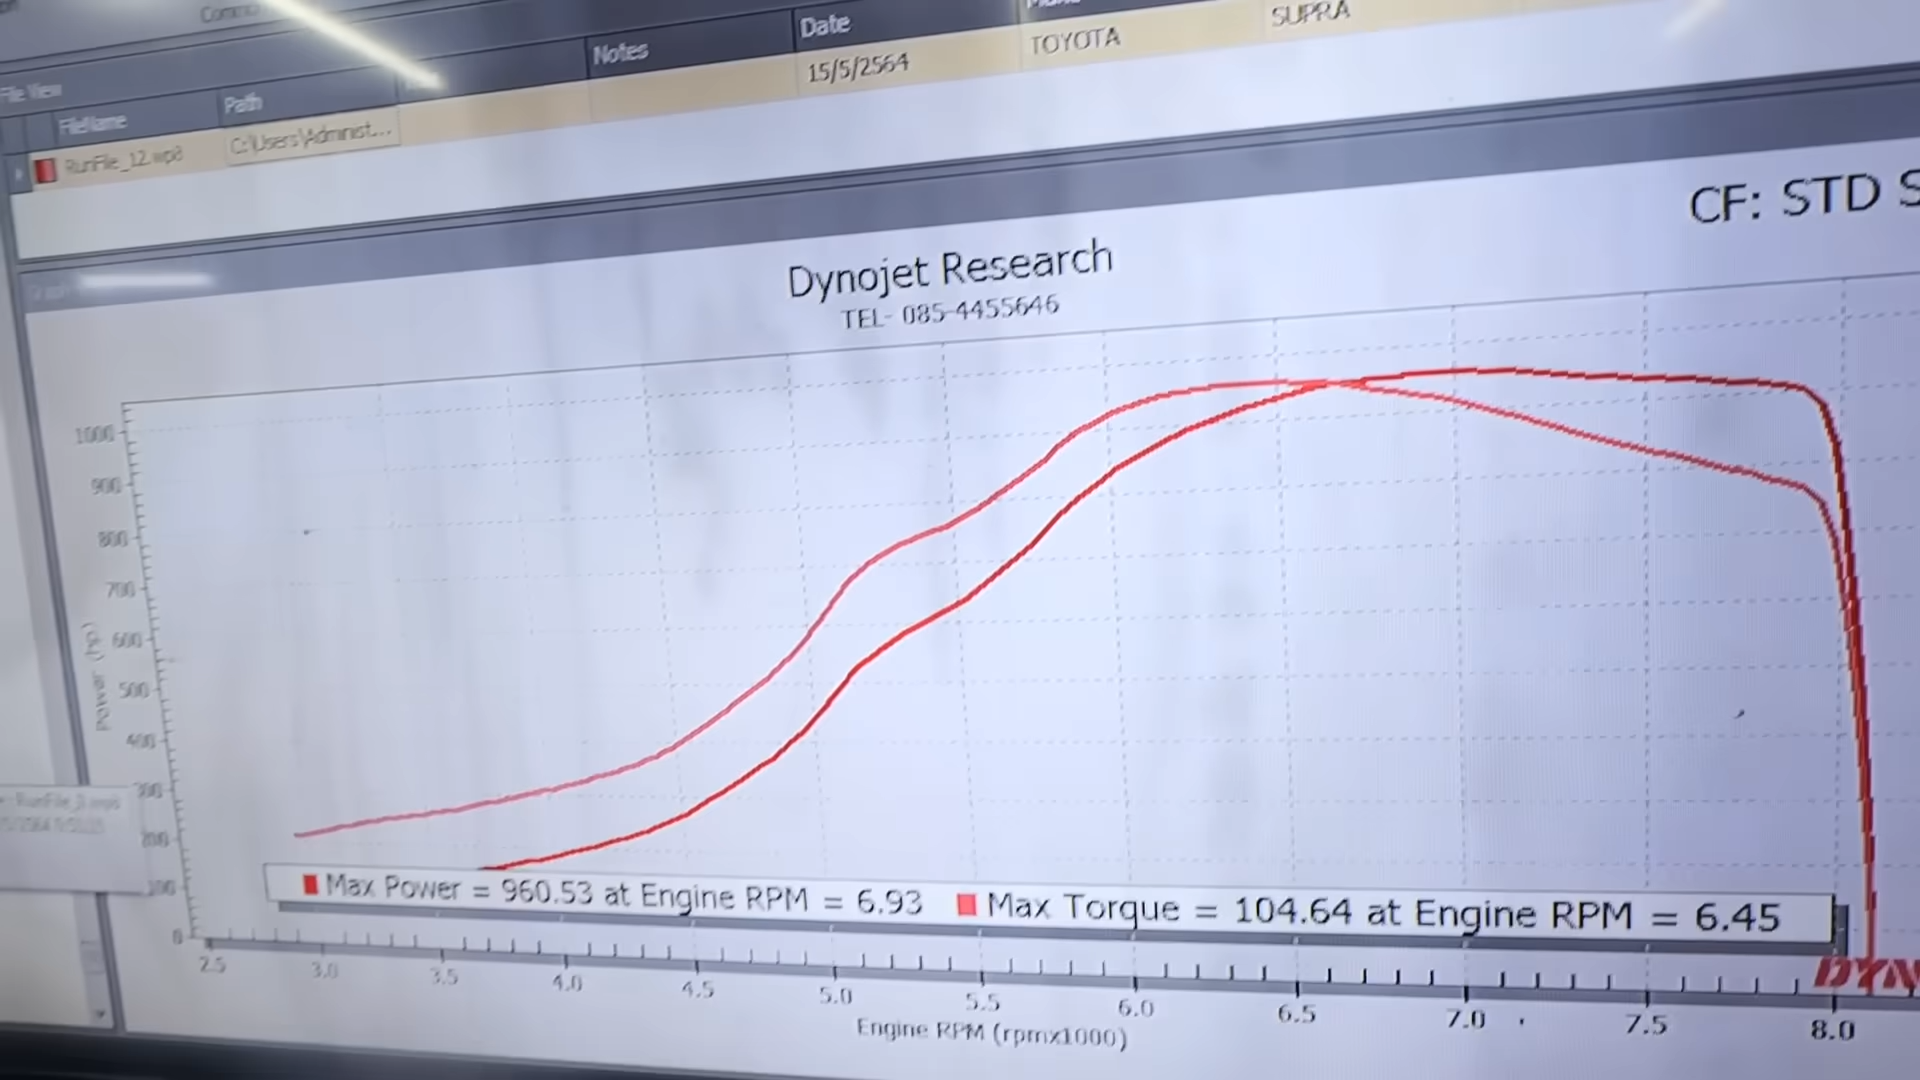 Notes
Date
File View
FileName
Path
15/5/2564
TOYOTA
SUPRA
RunFile_12.wp8
C:\Users\Administ...
CF: STD S
Dynojet Research
TEL- 085-4455646
1000
900
800
700
600
500
400
300
200
100
0
Power (hp)
Max Power = 960.53 at Engine RPM = 6.93
Max Torque = 104.64 at Engine RPM = 6.45
2.5 3.0 3.5 4.0 4.5 5.0 5.5 6.0 6.5 7.0 7.5 8.0
Engine RPM (rpmx1000)
DYN